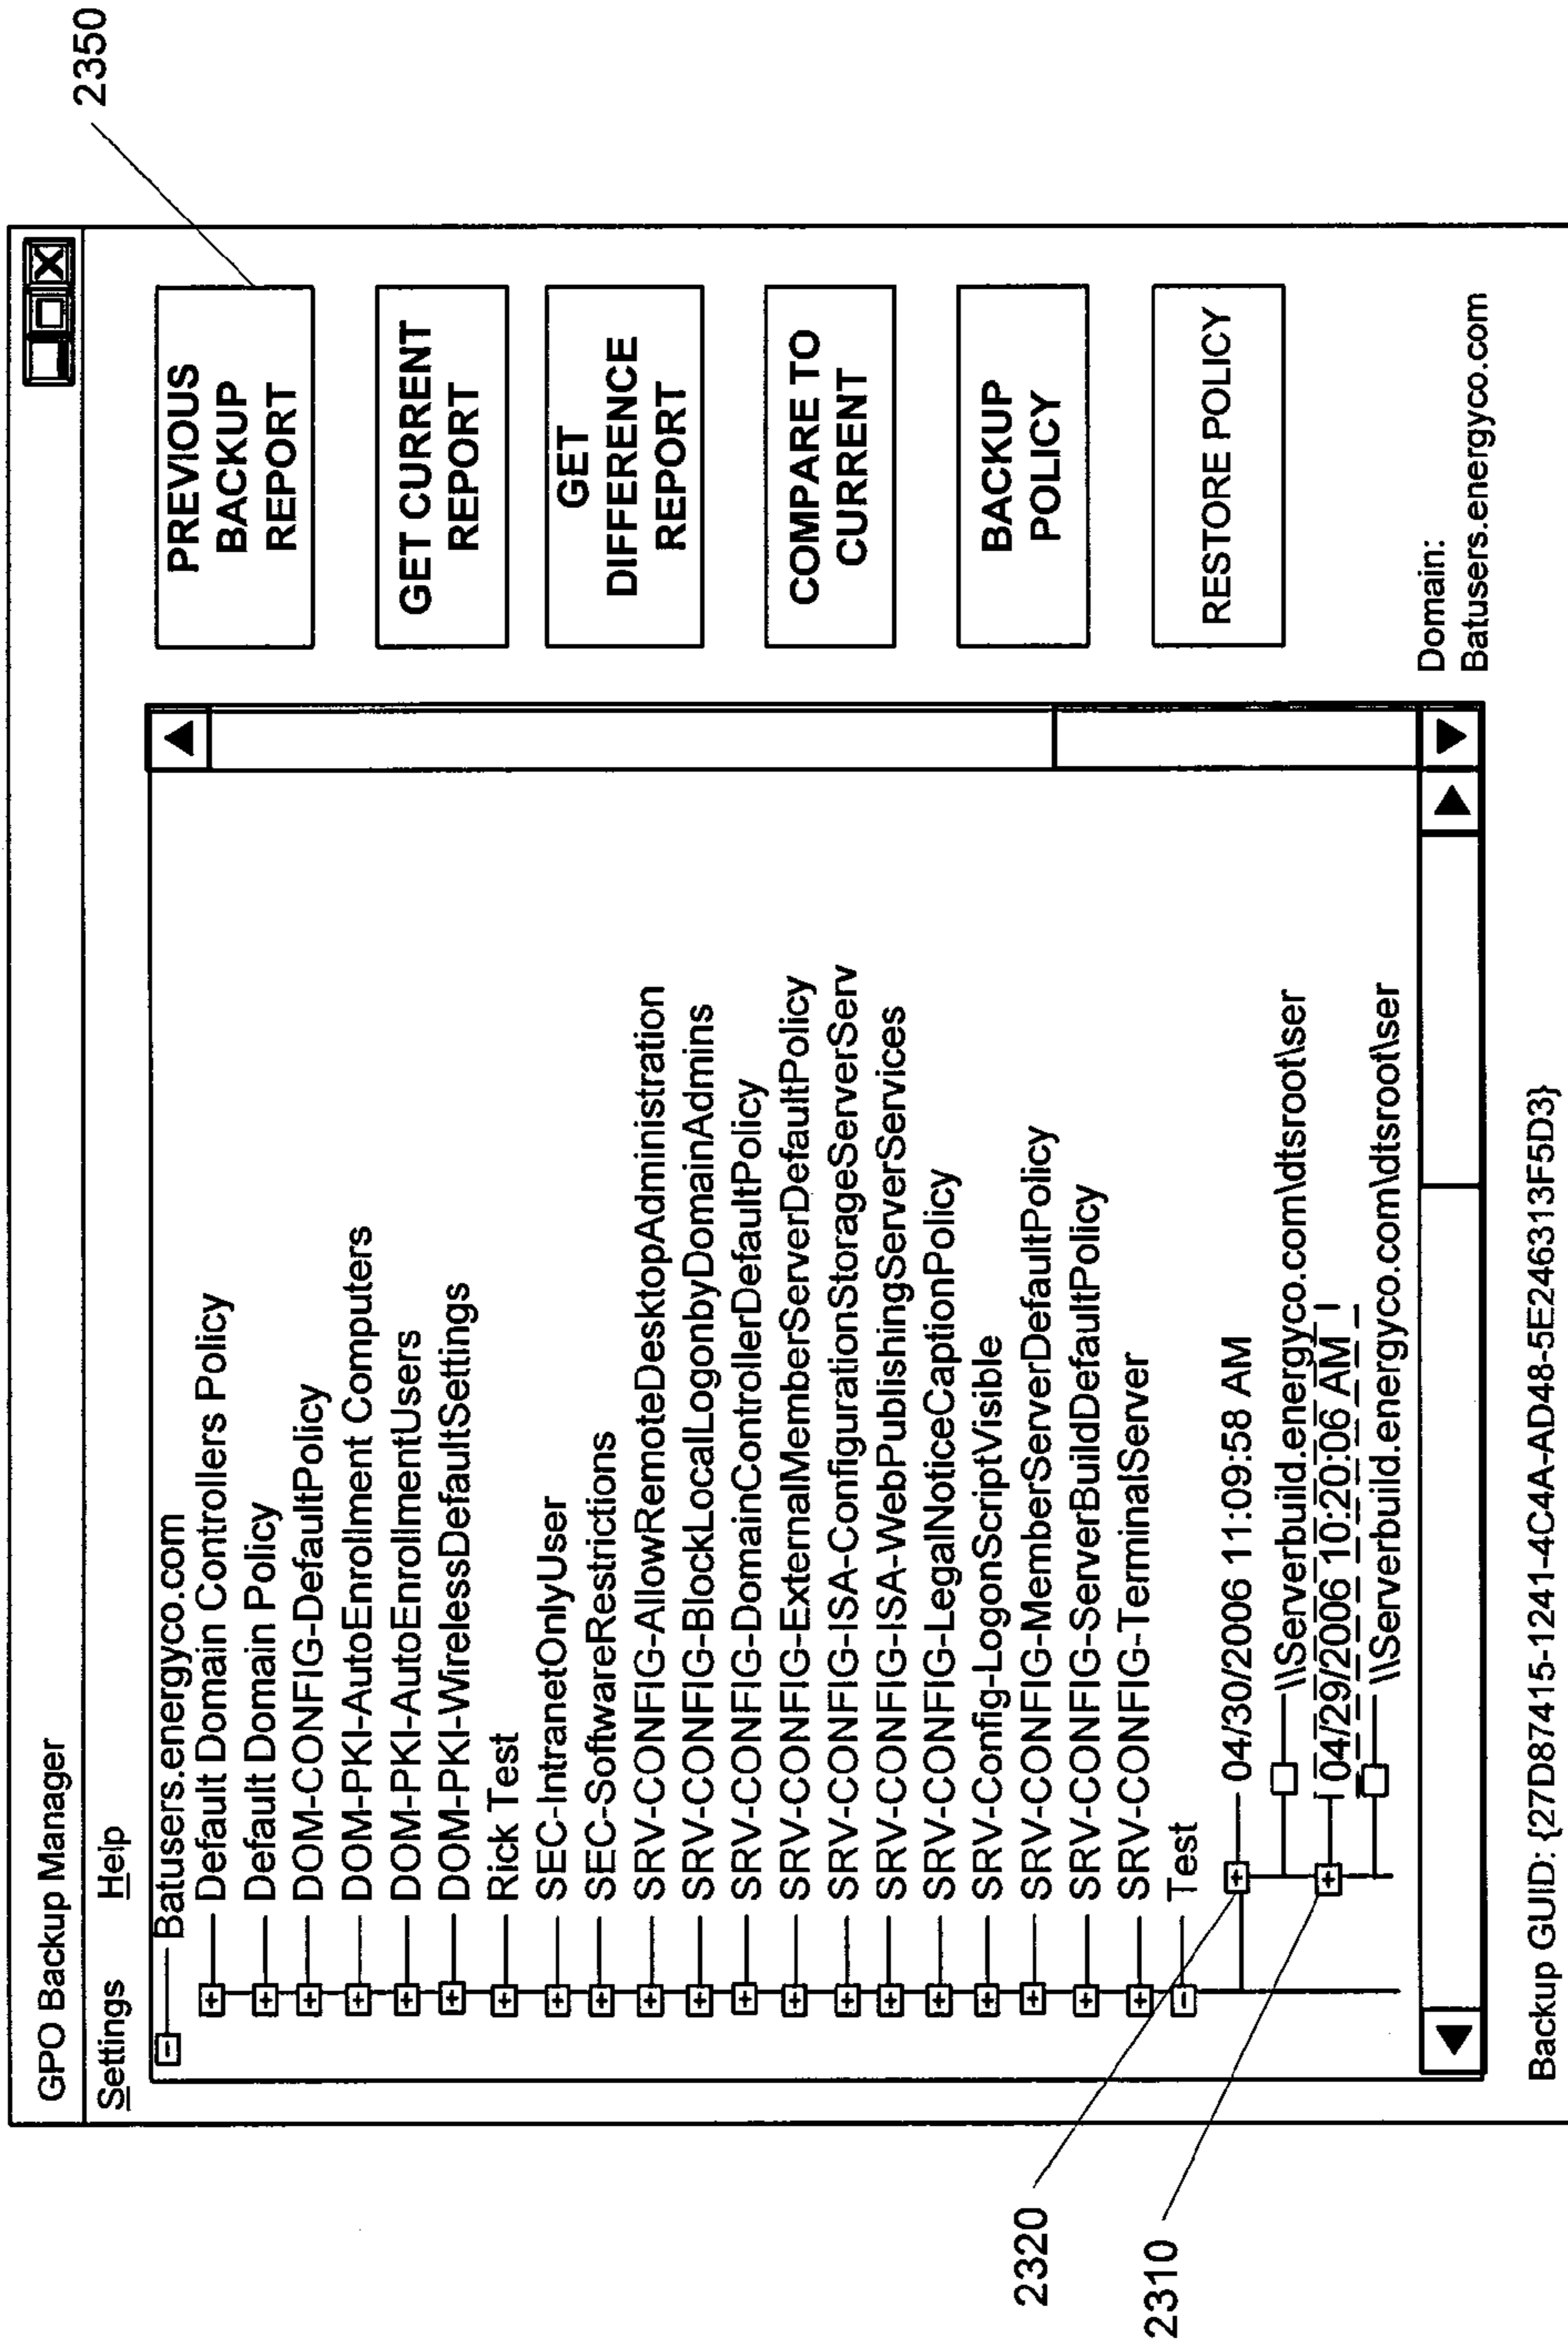 GPO Backup Manager
Settings Help
Batusers.energyco.com
Default Domain Controllers Policy
Default Domain Policy
DOM-CONFIG-DefaultPolicy
DOM-PKI-AutoEnrollment Computers
DOM-PKI-AutoEnrollmentUsers
DOM-PKI-WirelessDefaultSettings
Rick Test
SEC-IntranetOnlyUser
SEC-SoftwareRestrictions
SRV-CONFIG-AllowRemoteDesktopAdministration
SRV-CONFIG-BlockLocalLogonbyDomainAdmins
SRV-CONFIG-DomainControllerDefaultPolicy
SRV-CONFIG-ExternalMemberServerDefaultPolicy
SRV-CONFIG-ISA-ConfigurationStorageServerServ
SRV-CONFIG-ISA-WebPublishingServerServices
SRV-CONFIG-LegalNoticeCaptionPolicy
SRV-Config-LogonScriptVisible
SRV-CONFIG-MemberServerDefaultPolicy
SRV-CONFIG-ServerBuildDefaultPolicy
SRV-CONFIG-TerminalServer
Test
04/30/2006 11:09:58 AM
\\Serverbuild.energyco.com\dtsroot\ser
04/29/2006 10:20:06 AM
\\Serverbuild.energyco.com\dtsroot\ser
PREVIOUS
BACKUP
REPORT
GET CURRENT
REPORT
GET
DIFFERENCE
REPORT
COMPARE TO
CURRENT
BACKUP
POLICY
RESTORE POLICY
Domain:
Batusers.energyco.com
Backup GUID: {27D87415-1241-4C4A-AD48-5E246313F5D3}
2350
2320
2310